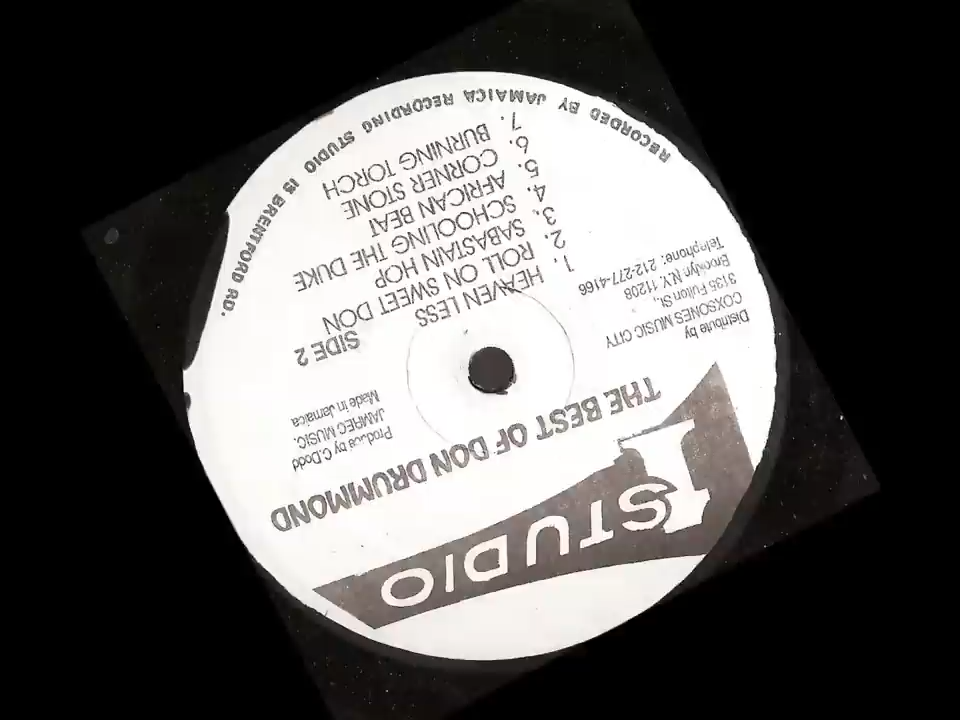 1 STUDIO
THE BEST OF DON DRUMMOND
Distribute by
COXSONES MUSIC CITY
3135 Fulton St.,
Brooklyn N.Y. 11208
Telephone: 212-277-4166
Produce by C.Dodd
JAMREC MUSIC.
Made in Jamaica.
SIDE 2
1. HEAVEN LESS
2. ROLL ON SWEET DON
3. SABASTAIN HOP
4. SCHOOLING THE DUKE
5. AFRICAN BEAT
6. CORNER STONE
7. BURNING TORCH
RECORDED BY JAMAICA RECORDING STUDIO 13 BRENTFORD RD.